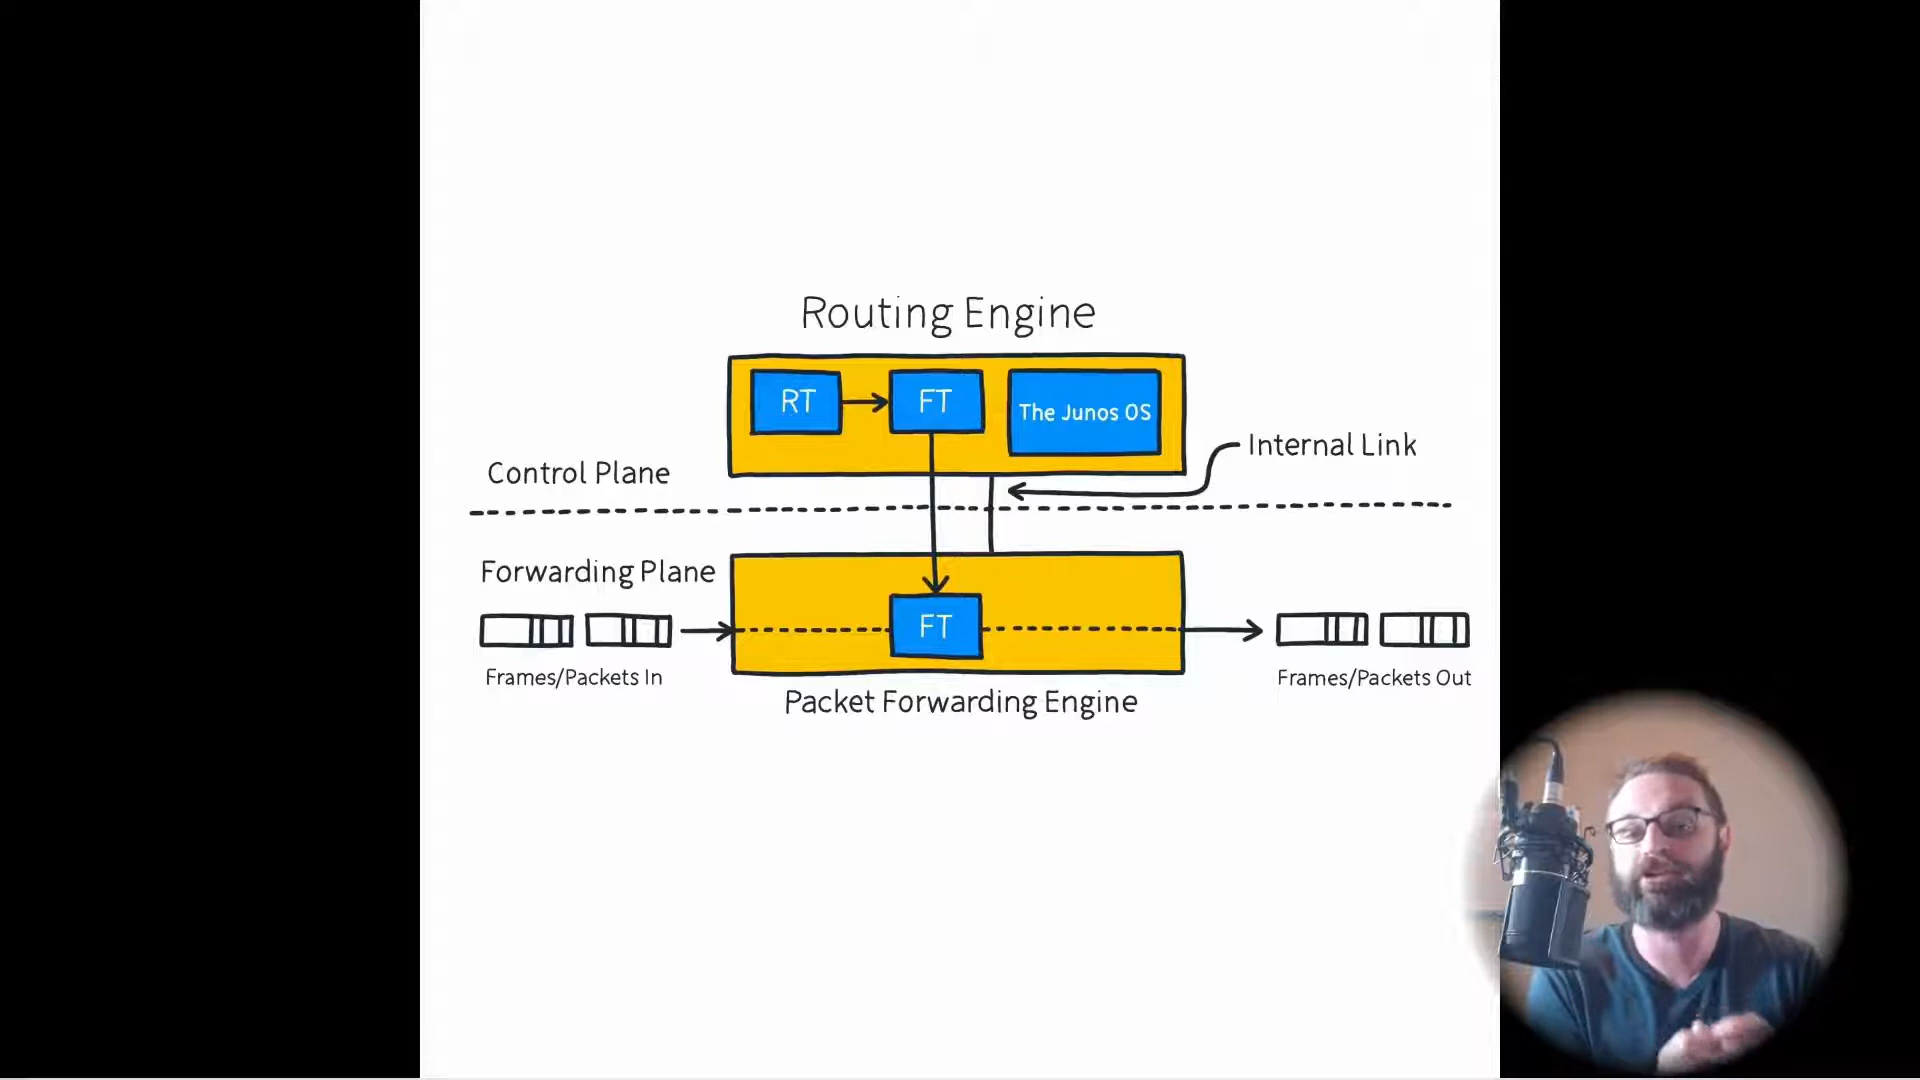 Routing Engine
RT
FT
The Junos OS
Internal Link
Control Plane
Forwarding Plane
FT
Frames/Packets In
Frames/Packets Out
Packet Forwarding Engine